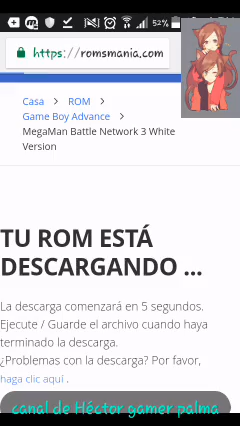 52%
https://romsmania.com
Casa > ROM >
Game Boy Advance >
MegaMan Battle Network 3 White
Version
TU ROM ESTÁ
DESCARGANDO ...
La descarga comenzará en 5 segundos.
Ejecute / Guarde el archivo cuando haya
terminado la descarga.
¿Problemas con la descarga? Por favor,
haga clic aquí .
canal de Héctor gamer palma